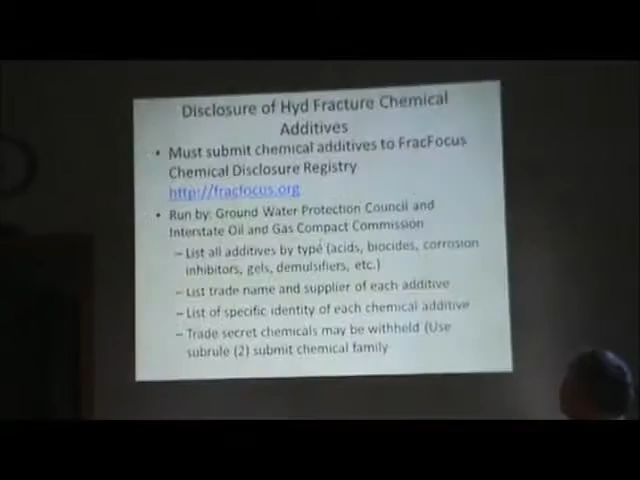 Disclosure of Hyd Fracture Chemical
Additives
• Must submit chemical additives to FracFocus
Chemical Disclosure Registry
http://fracfocus.org
• Run by: Ground Water Protection Council and
Interstate Oil and Gas Compact Commission
– List all additives by type (acids, biocides, corrosion
inhibitors, gels, demulsifiers, etc.)
– List trade name and supplier of each additive
– List of specific identity of each chemical additive
– Trade secret chemicals may be withheld (Use
subrule (2) submit chemical family